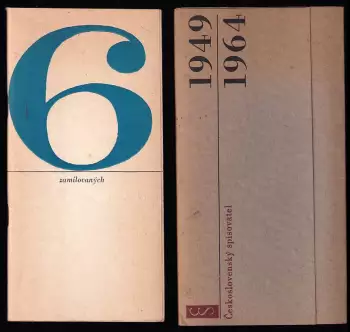 6
zamilovaných
1949
1964
Československý spisovatel
ČS